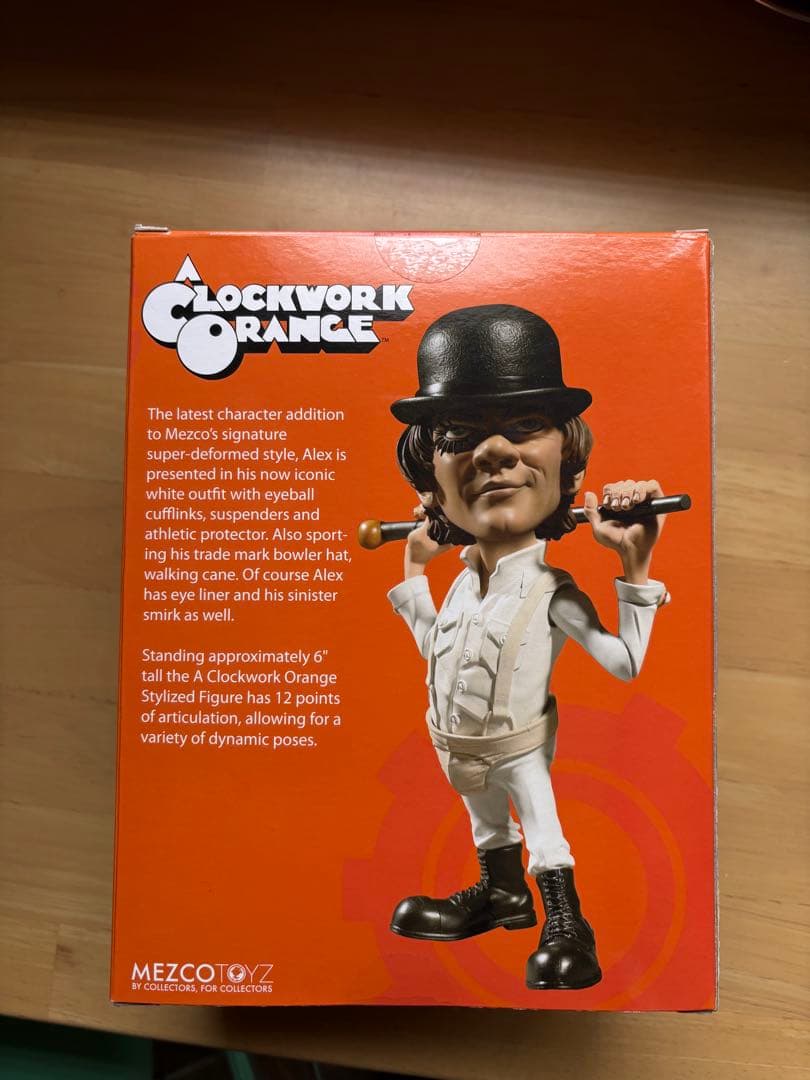 A
CLOCKWORK
ORANGE™
The latest character addition
to Mezco's signature
super-deformed style, Alex is
presented in his now iconic
white outfit with eyeball
cufflinks, suspenders and
athletic protector. Also sport-
ing his trade mark bowler hat,
walking cane. Of course Alex
has eye liner and his sinister
smirk as well.
Standing approximately 6"
tall the A Clockwork Orange
Stylized Figure has 12 points
of articulation, allowing for a
variety of dynamic poses.
MEZCOTOYZ
BY COLLECTORS, FOR COLLECTORS